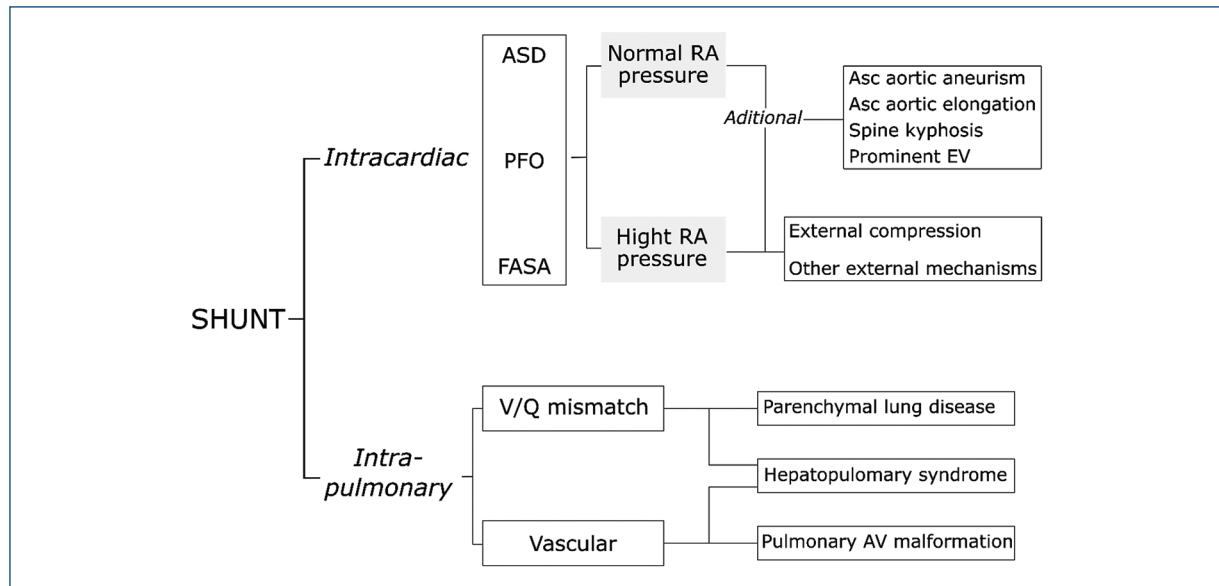 SHUNT
Intracardiac
ASD
PFO
FASA
Normal RA
pressure
Hight RA
pressure
Aditional
Asc aortic aneurism
Asc aortic elongation
Spine kyphosis
Prominent EV
External compression
Other external mechanisms
Intra-
pulmonary
V/Q mismatch
Vascular
Parenchymal lung disease
Hepatopulomary syndrome
Pulmonary AV malformation